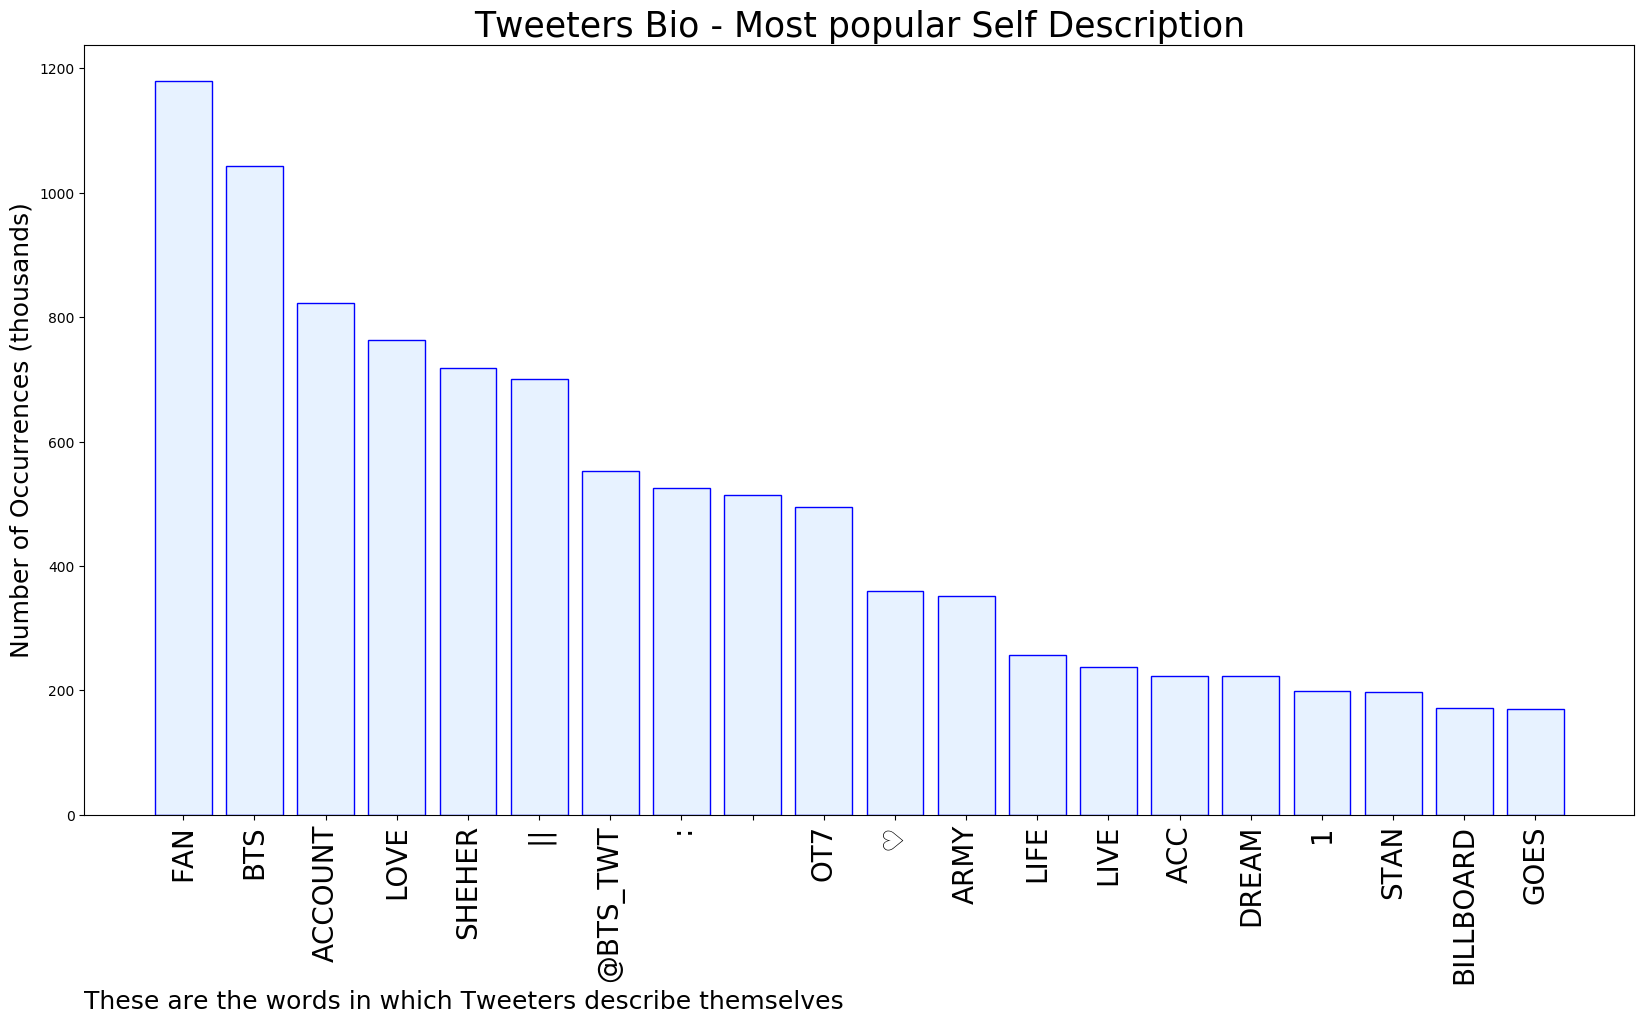 Tweeters Bio - Most popular Self Description
Number of Occurrences (thousands)
1200
1000
800
600
400
200
0
FAN
BTS
ACCOUNT
LOVE
SHEHER
||
@BTS_TWT
:
OT7
♡
ARMY
LIFE
LIVE
ACC
DREAM
1
STAN
BILLBOARD
GOES
These are the words in which Tweeters describe themselves